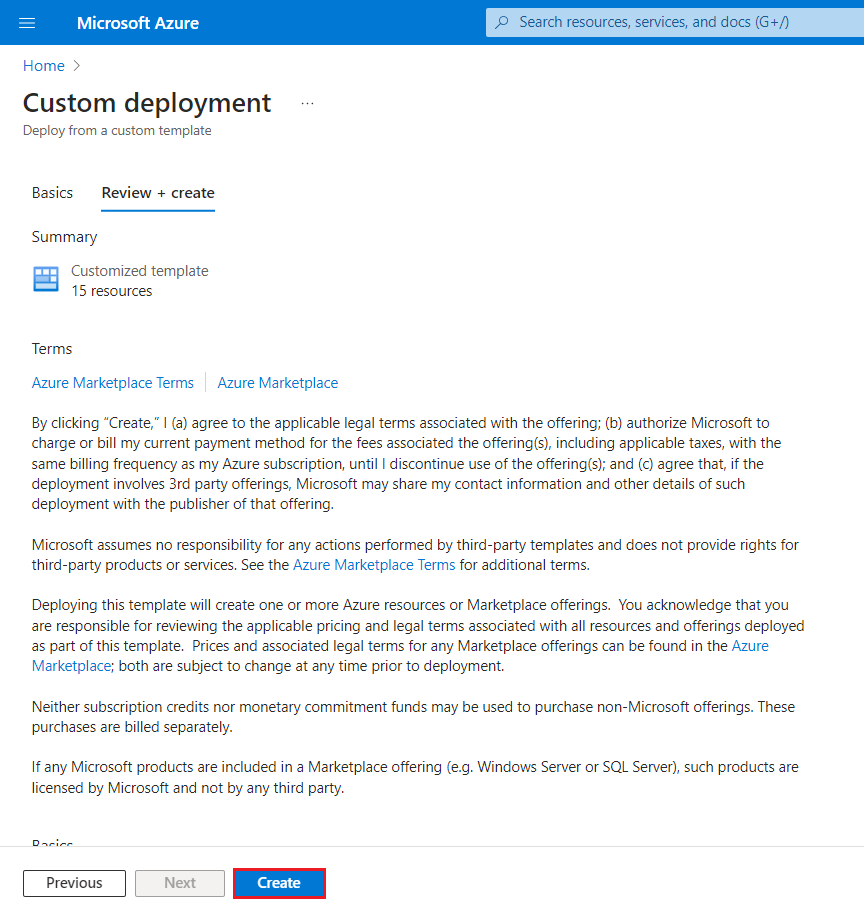 Microsoft Azure
Search resources, services, and docs (G+/)
Home
Custom deployment
...
Deploy from a custom template
Basics
Review + create
Summary
Customized template
15 resources
Terms
Azure Marketplace Terms
Azure Marketplace
By clicking “Create,” I (a) agree to the applicable legal terms associated with the offering; (b) authorize Microsoft to
charge or bill my current payment method for the fees associated the offering(s), including applicable taxes, with the
same billing frequency as my Azure subscription, until I discontinue use of the offering(s); and (c) agree that, if the
deployment involves 3rd party offerings, Microsoft may share my contact information and other details of such
deployment with the publisher of that offering.
Microsoft assumes no responsibility for any actions performed by third-party templates and does not provide rights for
third-party products or services. See the Azure Marketplace Terms for additional terms.
Deploying this template will create one or more Azure resources or Marketplace offerings.  You acknowledge that you
are responsible for reviewing the applicable pricing and legal terms associated with all resources and offerings deployed
as part of this template.  Prices and associated legal terms for any Marketplace offerings can be found in the Azure
Marketplace; both are subject to change at any time prior to deployment.
Neither subscription credits nor monetary commitment funds may be used to purchase non-Microsoft offerings. These
purchases are billed separately.
If any Microsoft products are included in a Marketplace offering (e.g. Windows Server or SQL Server), such products are
licensed by Microsoft and not by any third party.
Basics
Previous
Next
Create